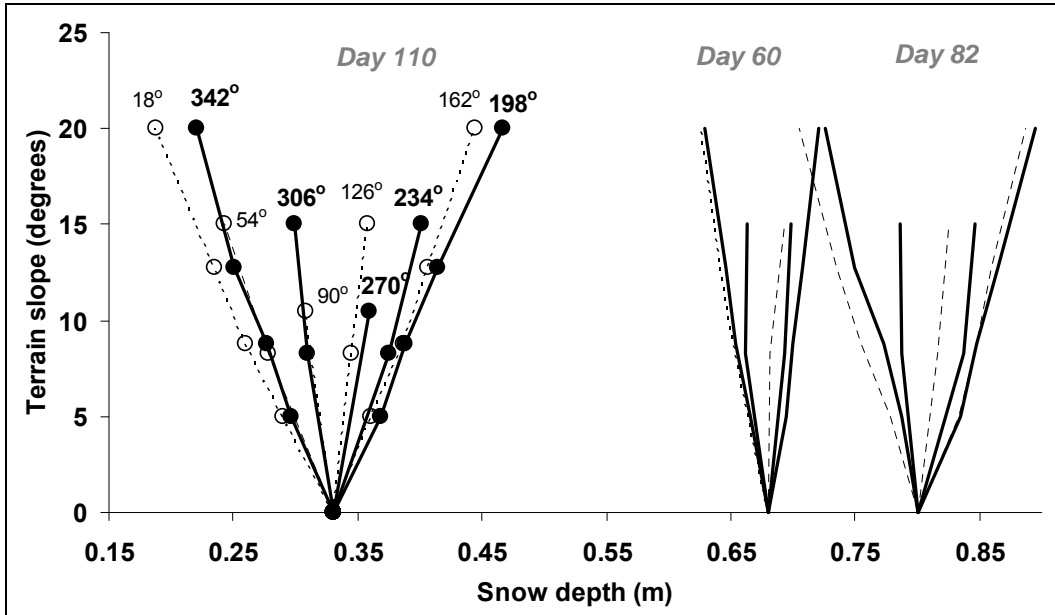 25
Day 110
Day 60
Day 82
18º
342º
162º
198º
20
Terrain slope (degrees)
54º
306º
126º
234º
15
90º
270º
10
5
0
0.15
0.25
0.35
0.45
0.55
0.65
0.75
0.85
Snow depth (m)